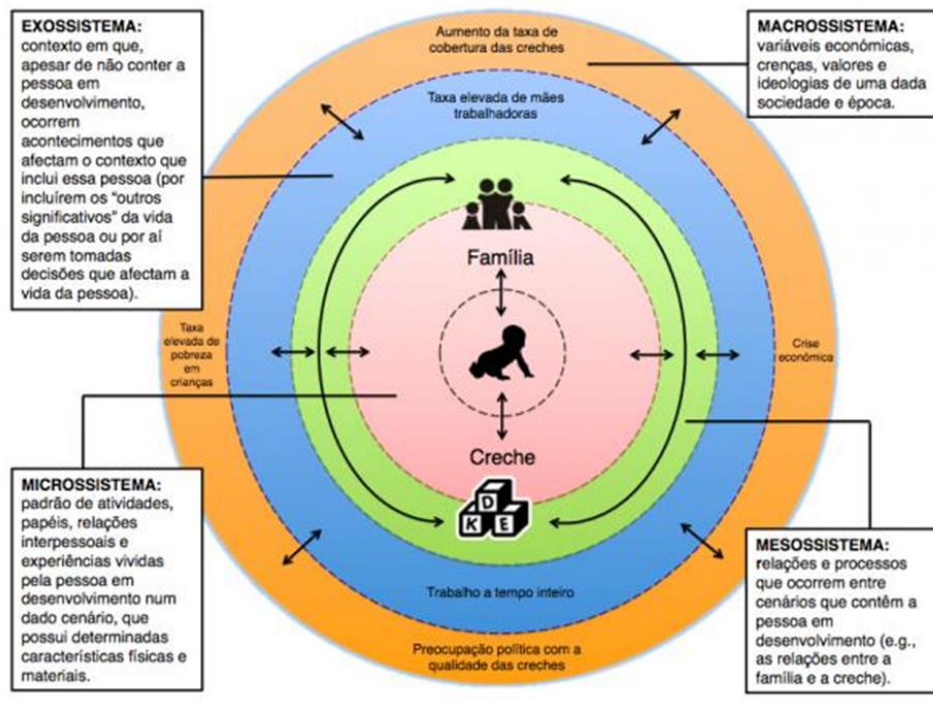 EXOSSISTEMA:
contexto em que,
apesar de não conter a
pessoa em
desenvolvimento,
ocorrem
acontecimentos que
afectam o contexto que
inclui essa pessoa (por
incluírem os "outros
significativos" da vida
da pessoa ou por aí
serem tomadas
decisões que afectam a
vida da pessoa).
Aumento da taxa de
cobertura das creches
MACROSSISTEMA:
variáveis económicas,
crenças, valores e
ideologias de uma dada
sociedade e época.
Taxa elevada de mães
trabalhadoras
Família
Taxa
elevada de
pobreza
em
crianças
Crise
económica
Creche
D
K E
MICROSSISTEMA:
padrão de atividades,
papéis, relações
interpessoais e
experiências vividas
pela pessoa em
desenvolvimento num
dado cenário, que
possui determinadas
características físicas e
materiais.
Trabalho a tempo inteiro
Preocupação política com a
qualidade das creches
MESOSSISTEMA:
relações e processos
que ocorrem entre
cenários que contêm a
pessoa em
desenvolvimento (e.g.,
as relações entre a
família e a creche).